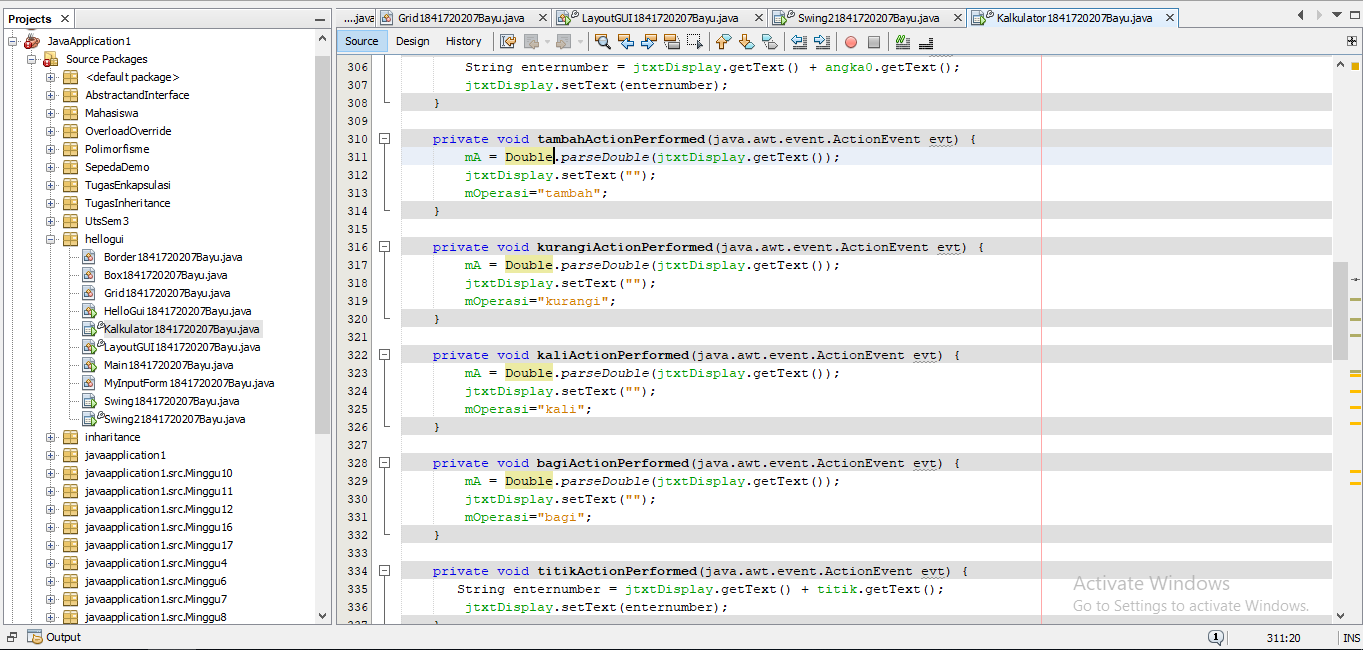 Projects
JavaApplication1
Source Packages
<default package>
AbstractandInterface
Mahasiswa
OverloadOverride
Polimorfisme
SepedaDemo
TugasEnkapsulasi
TugasInheritance
UtsSem3
hellogui
Border1841720207Bayu.java
Box1841720207Bayu.java
Grid1841720207Bayu.java
HelloGui1841720207Bayu.java
Kalkulator1841720207Bayu.java
LayoutGUI1841720207Bayu.java
Main1841720207Bayu.java
MyInputForm1841720207Bayu.java
Swing1841720207Bayu.java
Swing21841720207Bayu.java
inharitance
javaapplication1
javaapplication1.src.Minggu10
javaapplication1.src.Minggu11
javaapplication1.src.Minggu12
javaapplication1.src.Minggu16
javaapplication1.src.Minggu17
javaapplication1.src.Minggu4
javaapplication1.src.Minggu6
javaapplication1.src.Minggu7
javaapplication1.src.Minggu8
....java Grid1841720207Bayu.java LayoutGUI1841720207Bayu.java Swing21841720207Bayu.java Kalkulator1841720207Bayu.java
Source Design History
306 String enternumber = jtxtDisplay.getText() + angka0.getText();
307 jtxtDisplay.setText(enternumber);
308 }
309
310 private void tambahActionPerformed(java.awt.event.ActionEvent evt) {
311 mA = Double.parseDouble(jtxtDisplay.getText());
312 jtxtDisplay.setText("");
313 mOperasi="tambah";
314 }
315
316 private void kurangiActionPerformed(java.awt.event.ActionEvent evt) {
317 mA = Double.parseDouble(jtxtDisplay.getText());
318 jtxtDisplay.setText("");
319 mOperasi="kurangi";
320 }
321
322 private void kaliActionPerformed(java.awt.event.ActionEvent evt) {
323 mA = Double.parseDouble(jtxtDisplay.getText());
324 jtxtDisplay.setText("");
325 mOperasi="kali";
326 }
327
328 private void bagiActionPerformed(java.awt.event.ActionEvent evt) {
329 mA = Double.parseDouble(jtxtDisplay.getText());
330 jtxtDisplay.setText("");
331 mOperasi="bagi";
332 }
333
334 private void titikActionPerformed(java.awt.event.ActionEvent evt) {
335 String enternumber = jtxtDisplay.getText() + titik.getText();
336 jtxtDisplay.setText(enternumber);
337 }
Activate Windows
Go to Settings to activate Windows.
Output
1 311:20 INS